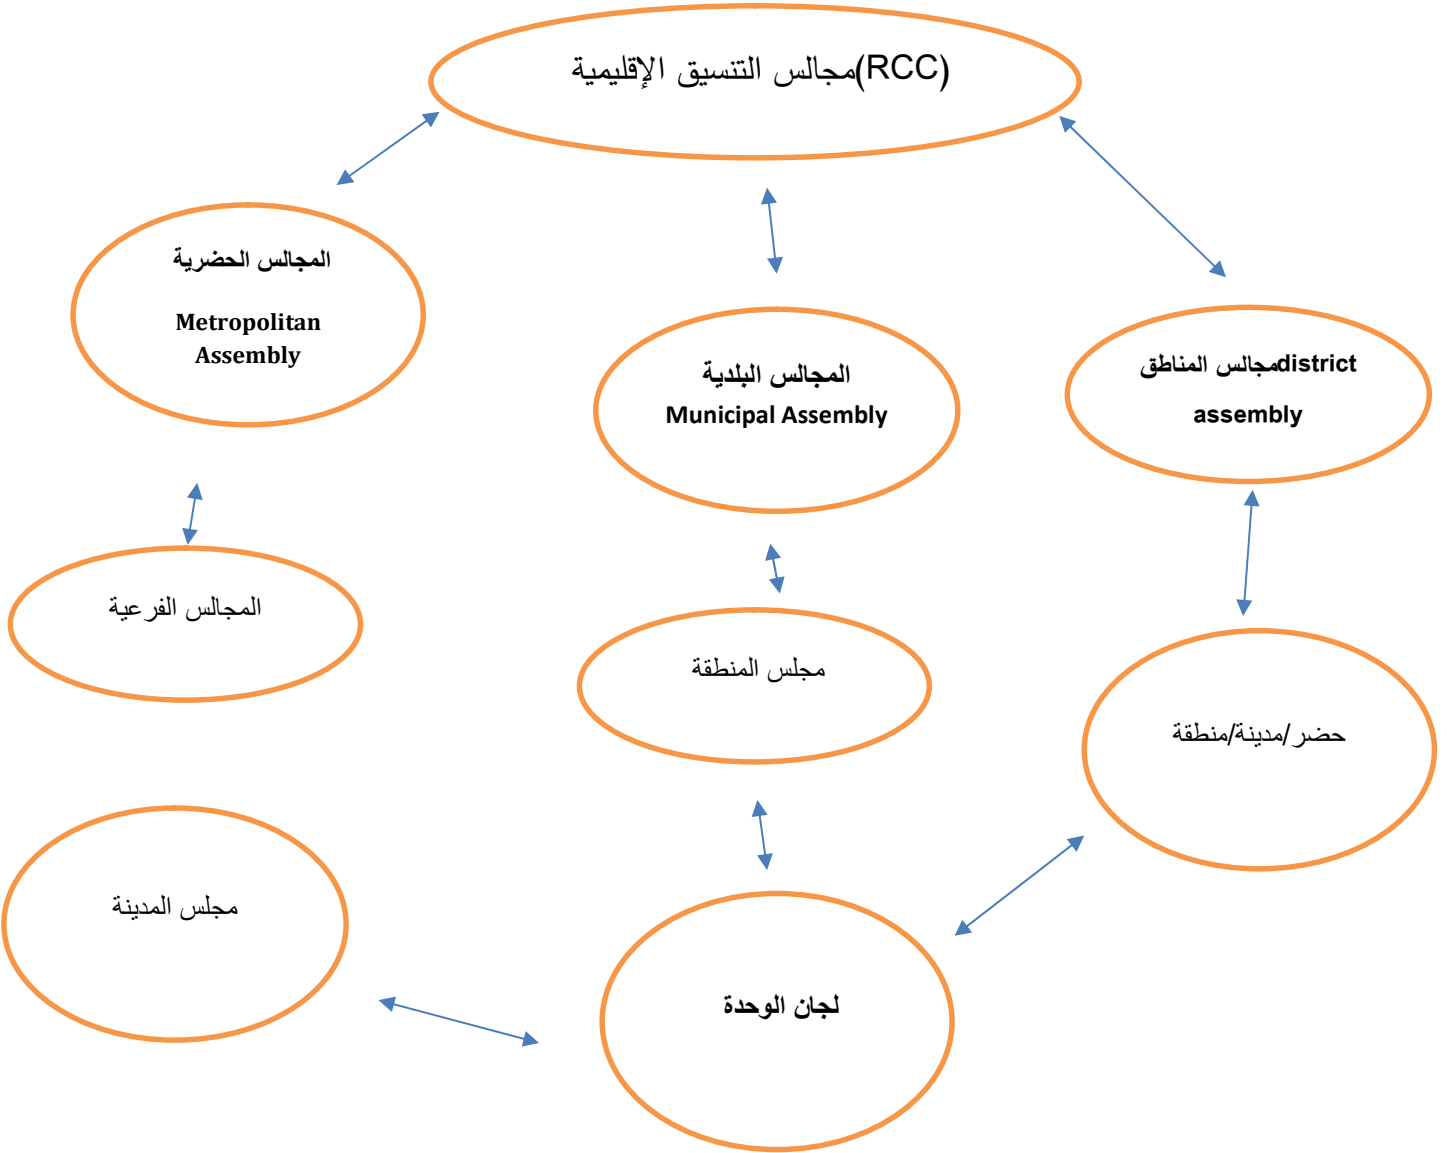 مجالس التنسيق الإقليمية(RCC)
المجالس الحضرية
Metropolitan
Assembly
المجالس البلدية
Municipal Assembly
مجالس المناطقdistrict
assembly
المجالس الفرعية
مجلس المنطقة
حضر/مدينة/منطقة
مجلس المدينة
لجان الوحدة